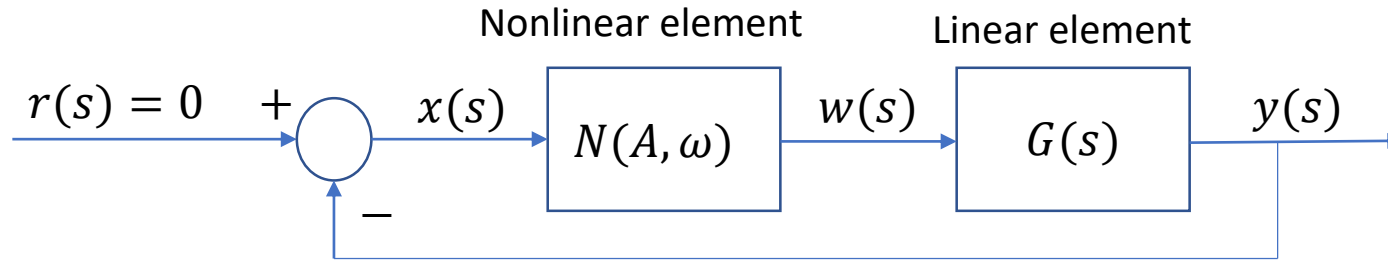 Nonlinear element Linear element
r(s) = 0 + x(s) N(A, ω) w(s) G(s) y(s)
−